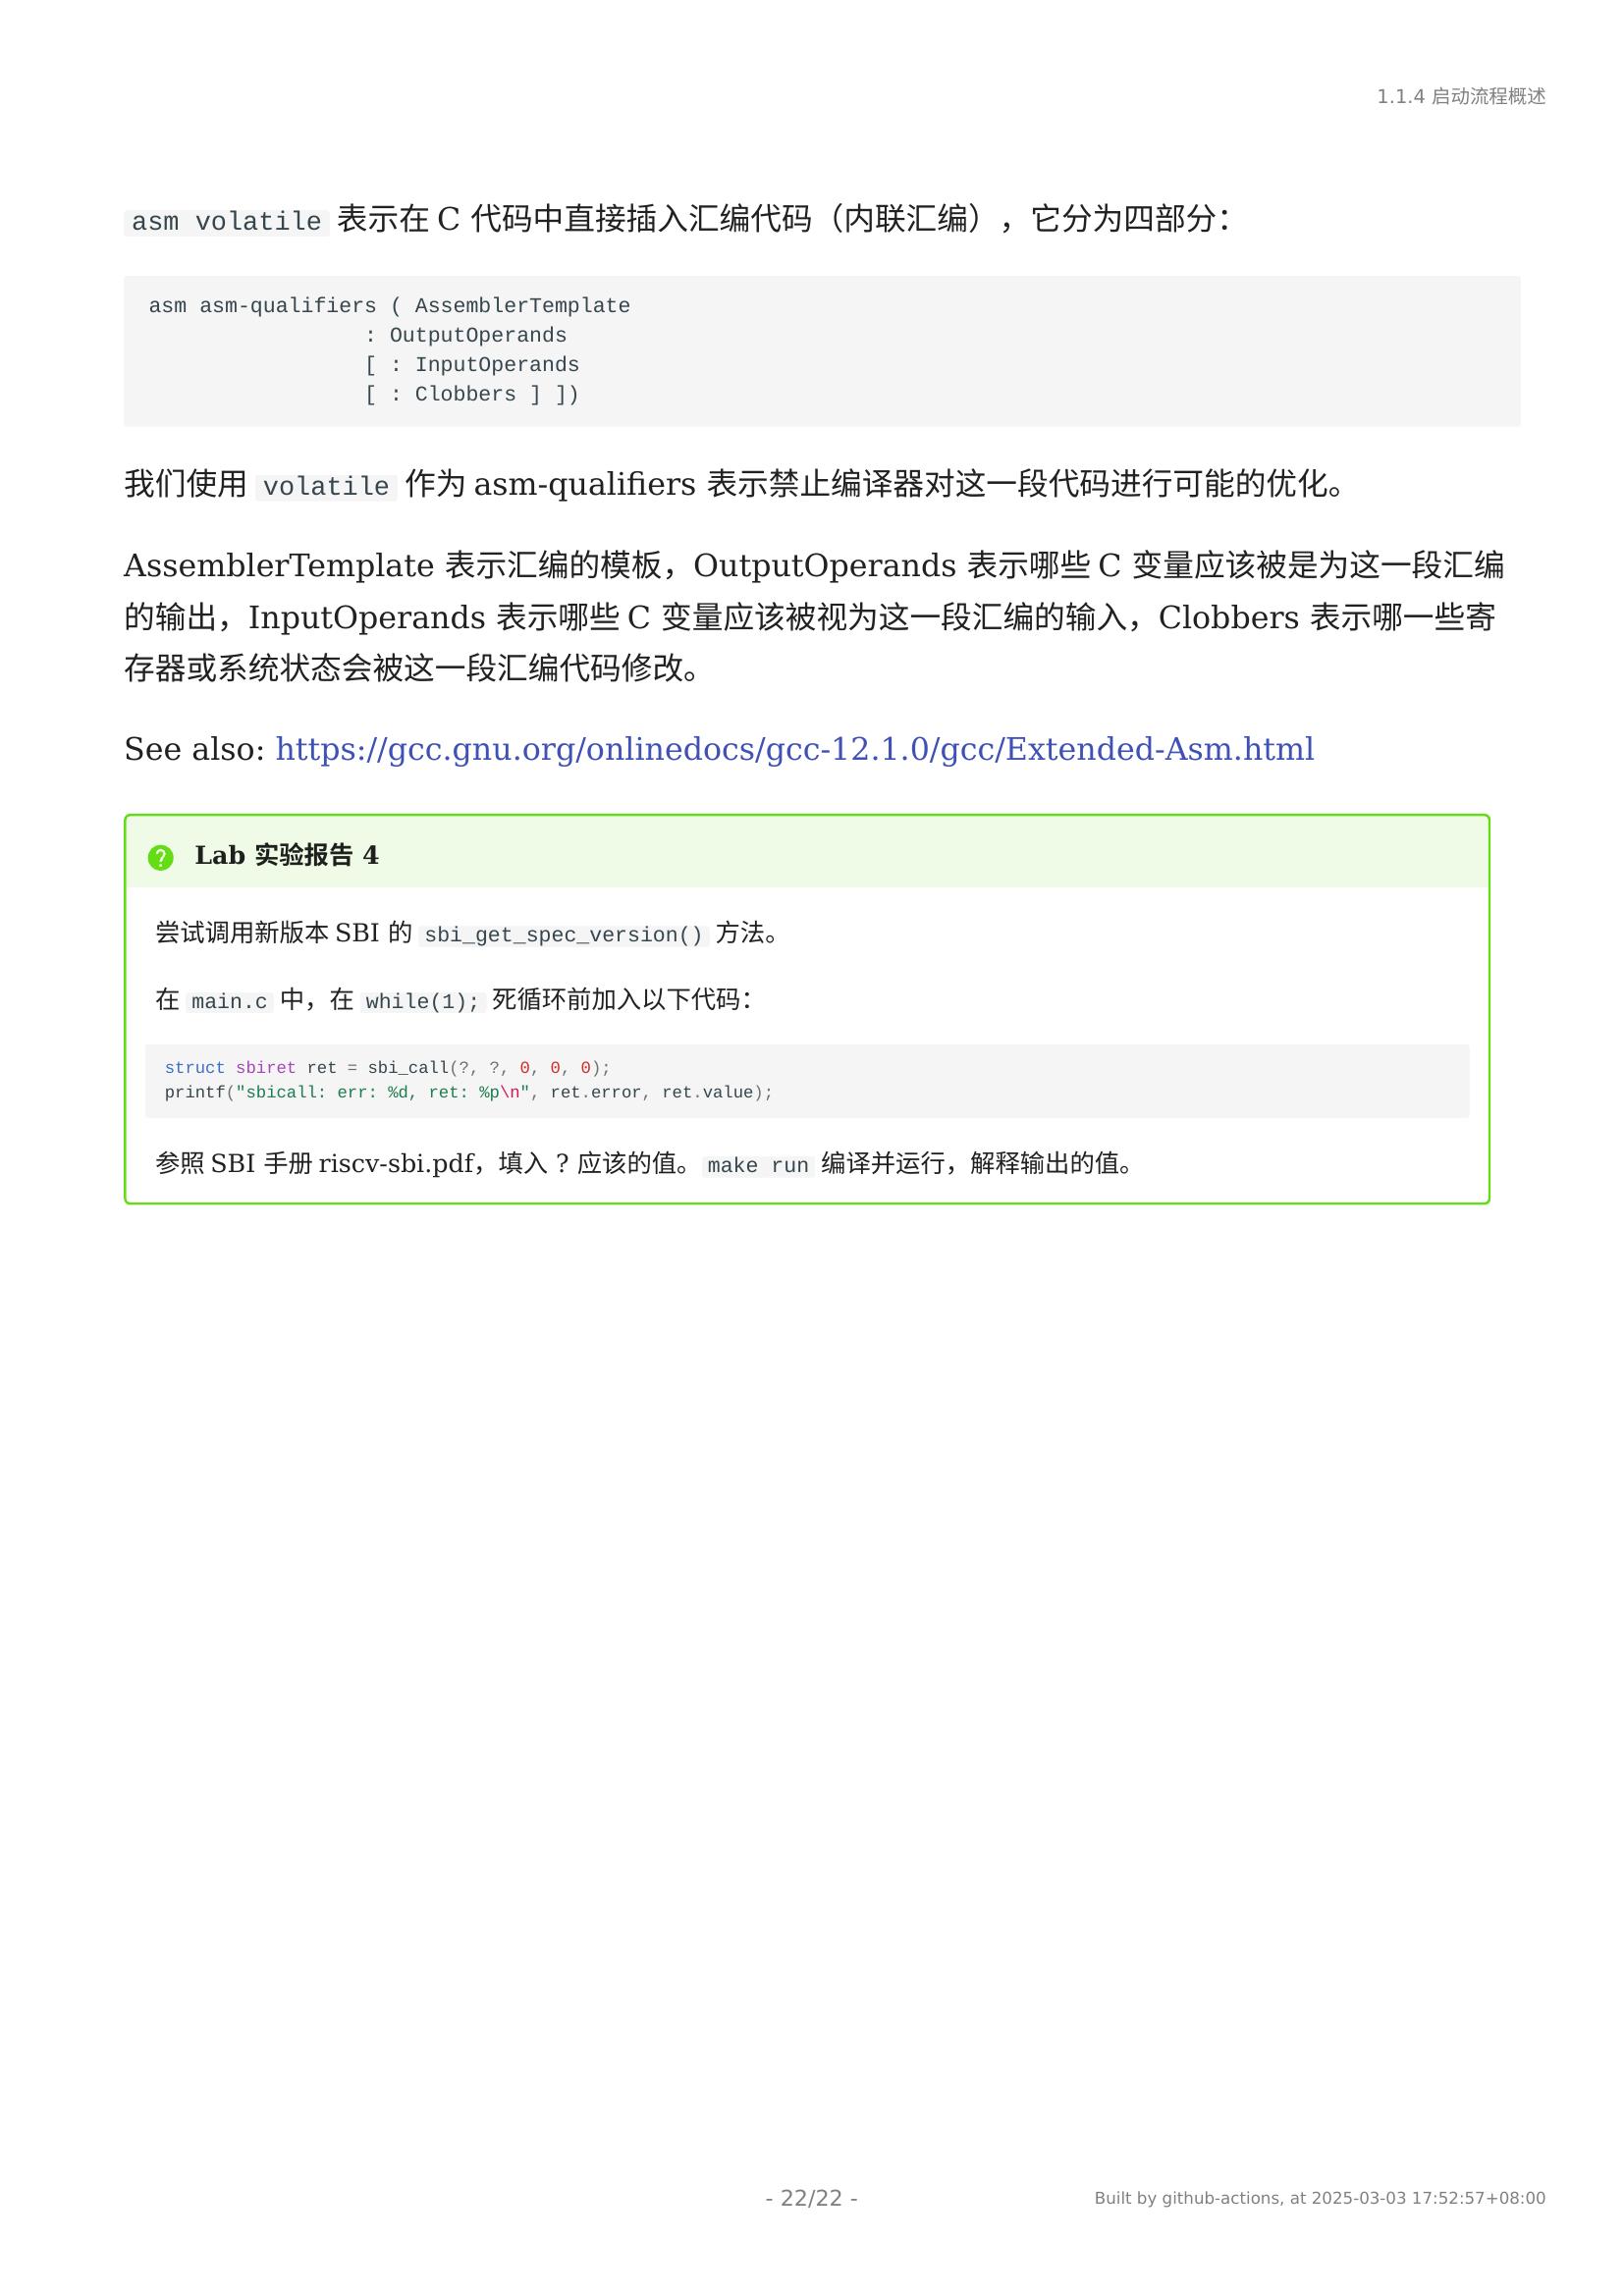 1.1.4 启动流程概述
asm volatile 表示在 C 代码中直接插入汇编代码（内联汇编），它分为四部分：
asm asm-qualifiers ( AssemblerTemplate
                 : OutputOperands
                 [ : InputOperands
                 [ : Clobbers ] ])
我们使用 volatile 作为 asm-qualifiers 表示禁止编译器对这一段代码进行可能的优化。
AssemblerTemplate 表示汇编的模板，OutputOperands 表示哪些 C 变量应该被是为这一段汇编
的输出，InputOperands 表示哪些 C 变量应该被视为这一段汇编的输入，Clobbers 表示哪一些寄
存器或系统状态会被这一段汇编代码修改。
See also: https://gcc.gnu.org/onlinedocs/gcc-12.1.0/gcc/Extended-Asm.html
Lab 实验报告 4
尝试调用新版本 SBI 的 sbi_get_spec_version() 方法。
在 main.c 中，在 while(1); 死循环前加入以下代码：
struct sbiret ret = sbi_call(?, ?, 0, 0, 0);
printf("sbicall: err: %d, ret: %p\n", ret.error, ret.value);
参照 SBI 手册 riscv-sbi.pdf，填入 ? 应该的值。make run 编译并运行，解释输出的值。
- 22/22 -
Built by github-actions, at 2025-03-03 17:52:57+08:00